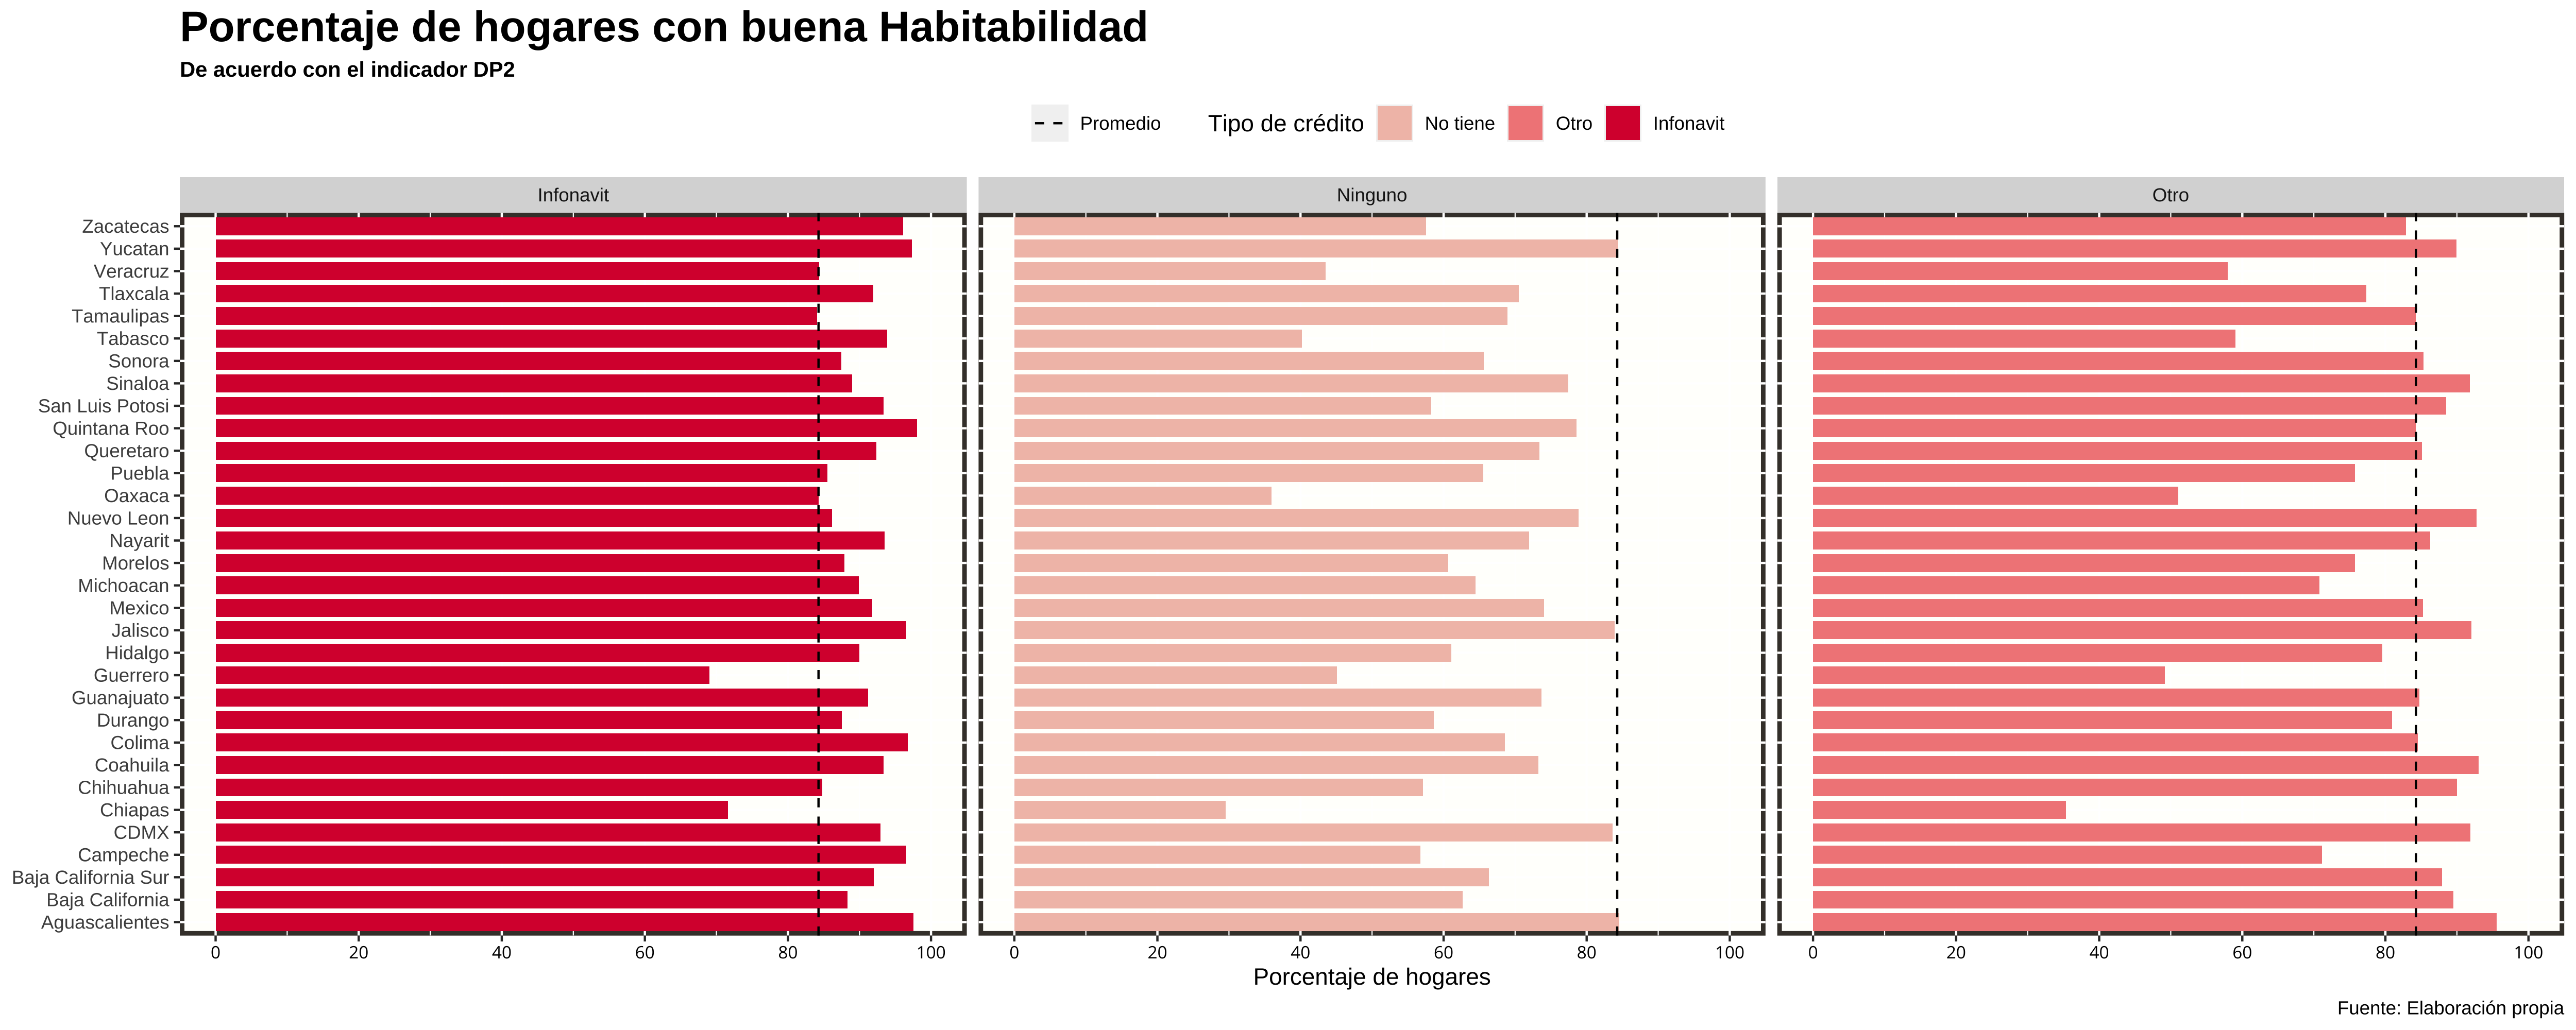 Porcentaje de hogares con buena Habitabilidad
De acuerdo con el indicador DP2
Promedio Tipo de crédito No tiene Otro Infonavit
Infonavit Ninguno Otro
Zacatecas
Yucatan
Veracruz
Tlaxcala
Tamaulipas
Tabasco
Sonora
Sinaloa
San Luis Potosi
Quintana Roo
Queretaro
Puebla
Oaxaca
Nuevo Leon
Nayarit
Morelos
Michoacan
Mexico
Jalisco
Hidalgo
Guerrero
Guanajuato
Durango
Colima
Coahuila
Chihuahua
Chiapas
CDMX
Campeche
Baja California Sur
Baja California
Aguascalientes
0 20 40 60 80 100 0 20 40 60 80 100 0 20 40 60 80 100
Porcentaje de hogares
Fuente: Elaboración propia